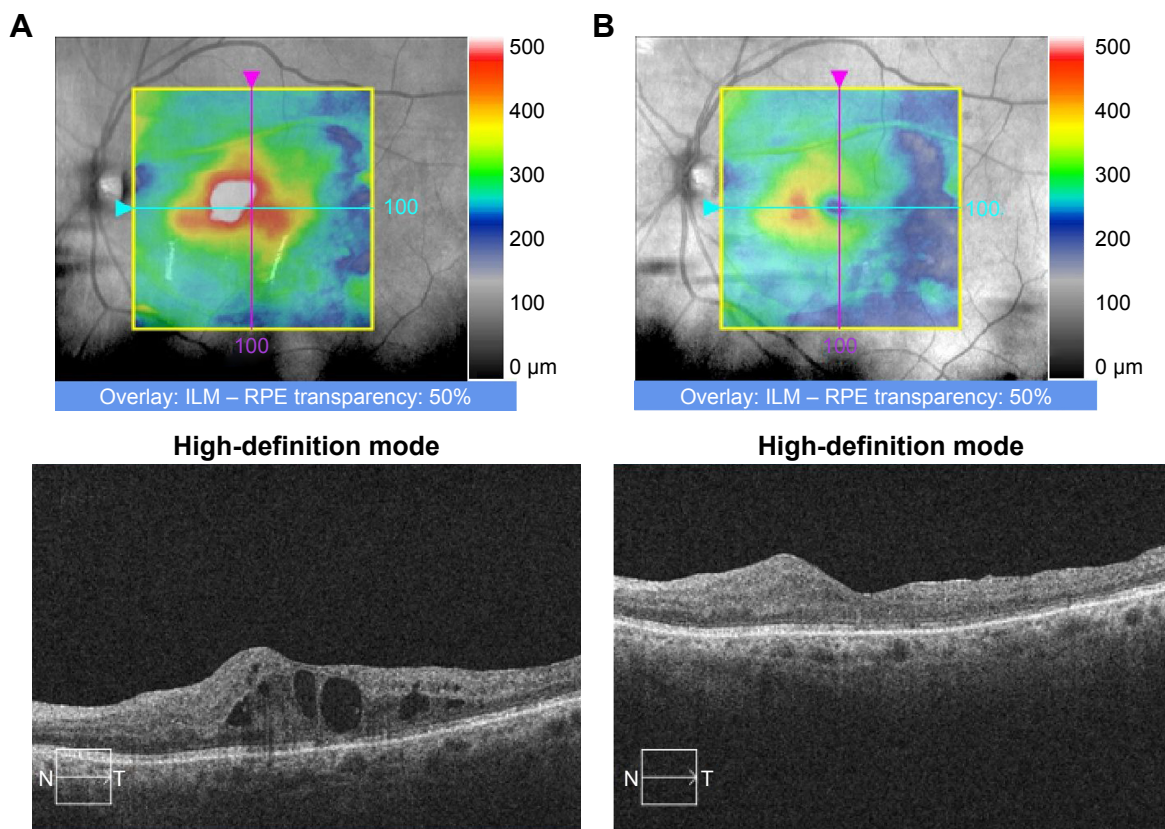 A
500
400
300
200
100
0 µm
100
100
Overlay: ILM – RPE transparency: 50%
High-definition mode
N T
B
500
400
300
200
100
0 µm
100
100
Overlay: ILM – RPE transparency: 50%
High-definition mode
N T